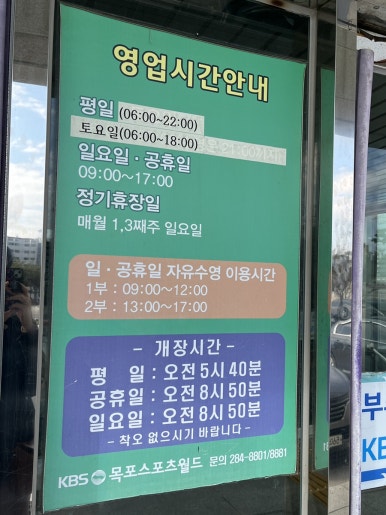 영업시간안내
평일 (06:00~22:00)
토요일(06:00~18:00)
일요일 · 공휴일
09:00~17:00
정기휴장일
매월 1,3째주 일요일
일 · 공휴일 자유수영 이용시간
1부 : 09:00~12:00
2부 : 13:00~17:00
- 개장시간 -
평 일 : 오전 5시 40분
공휴일 : 오전 8시 50분
일요일 : 오전 8시 50분
- 착오 없으시기 바랍니다 -
KBS 목포스포츠월드 문의 284-8801/8881
부
KB